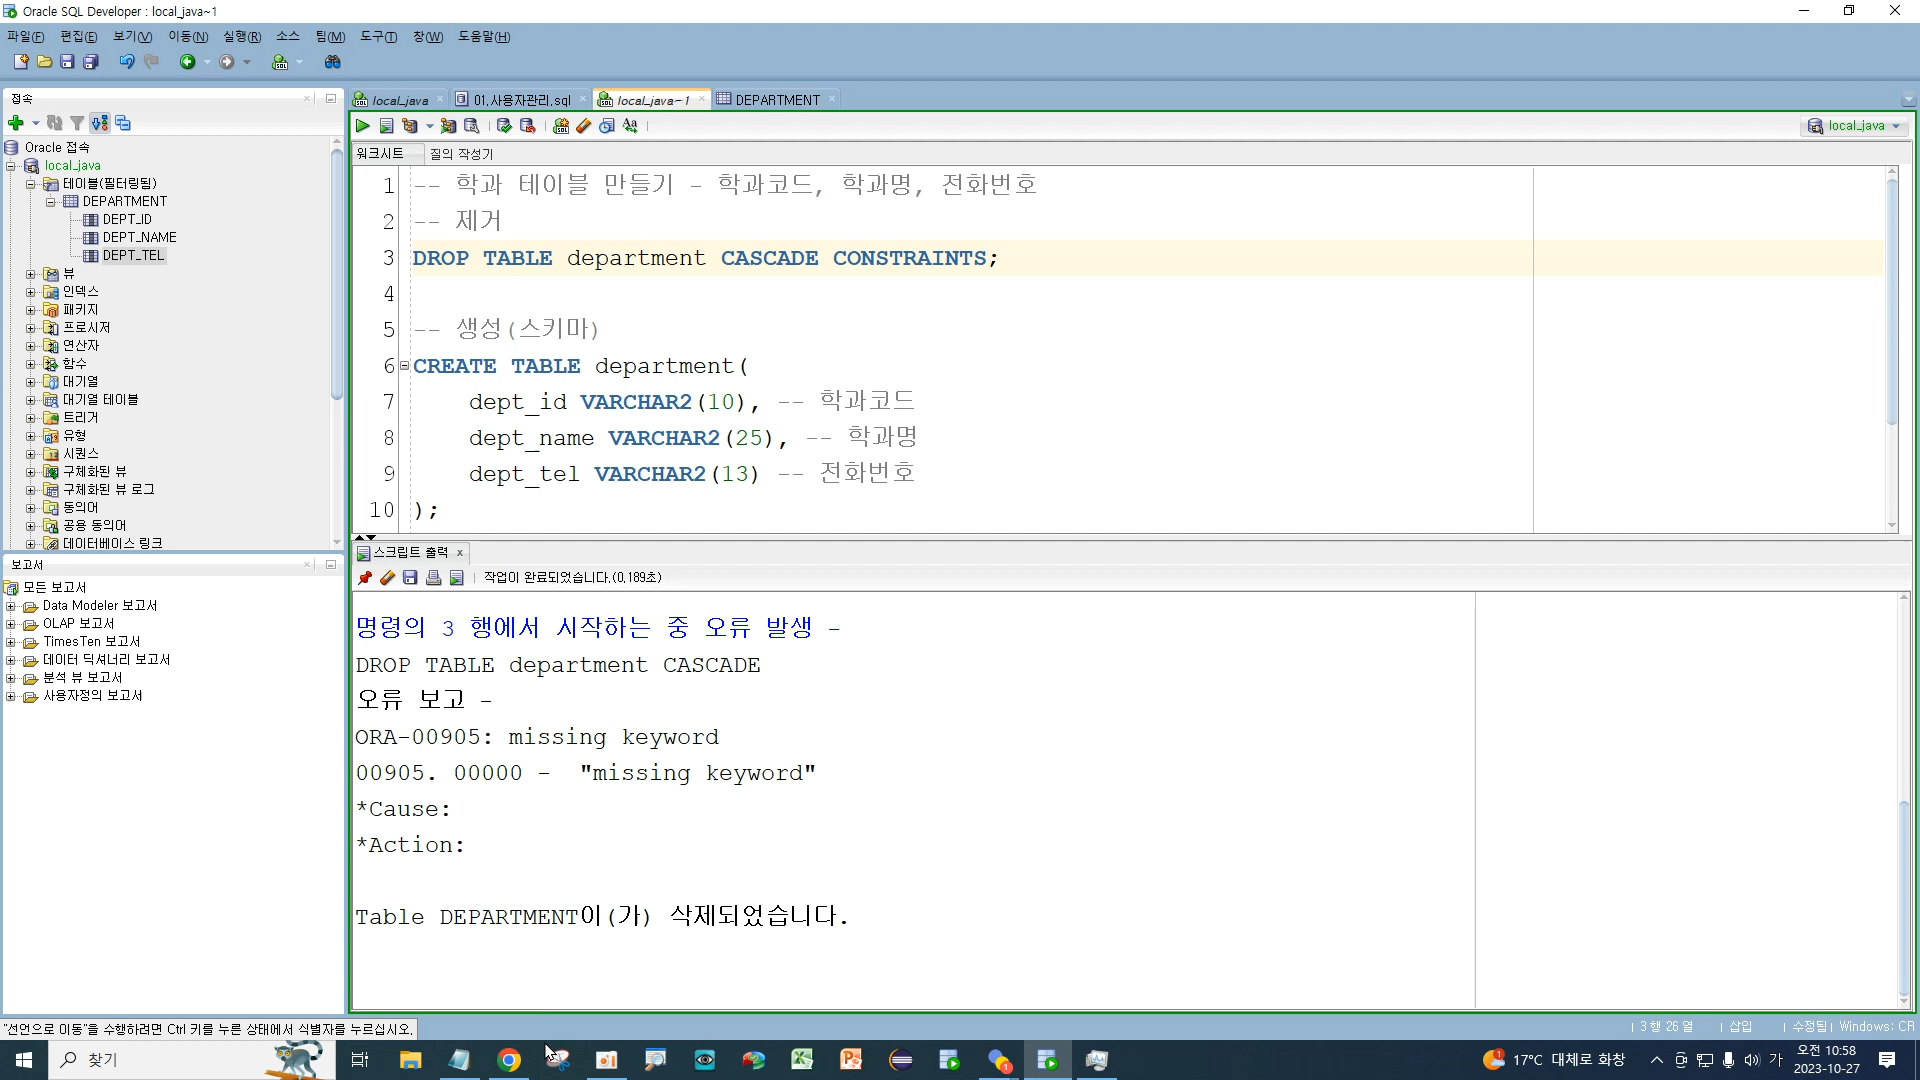 Oracle SQL Developer : local_java~1
파일(F) 편집(E) 보기(V) 이동(N) 실행(R) 소스 팀(M) 도구(T) 창(W) 도움말(H)
접속
Oracle 접속
local_java
테이블(필터링됨)
DEPARTMENT
DEPT_ID
DEPT_NAME
DEPT_TEL
뷰
인덱스
패키지
프로시저
연산자
함수
대기열
대기열 테이블
트리거
유형
시퀀스
구체화된 뷰
구체화된 뷰 로그
동의어
공용 동의어
데이터베이스 링크
보고서
모든 보고서
Data Modeler 보고서
OLAP 보고서
TimesTen 보고서
데이터 딕셔너리 보고서
분석 뷰 보고서
사용자정의 보고서
local_java 01.사용자관리.sql local_java~1 DEPARTMENT
local_java
워크시트 질의 작성기
1 -- 학과 테이블 만들기 - 학과코드, 학과명, 전화번호
2 -- 제거
3 DROP TABLE department CASCADE CONSTRAINTS;
4
5 -- 생성(스키마)
6 CREATE TABLE department(
7 dept_id VARCHAR2(10), -- 학과코드
8 dept_name VARCHAR2(25), -- 학과명
9 dept_tel VARCHAR2(13) -- 전화번호
10 );
스크립트 출력
작업이 완료되었습니다.(0.189초)
명령의 3 행에서 시작하는 중 오류 발생 -
DROP TABLE department CASCADE
오류 보고 -
ORA-00905: missing keyword
00905. 00000 - "missing keyword"
*Cause:
*Action:
Table DEPARTMENT이(가) 삭제되었습니다.
"선언으로 이동"을 수행하려면 Ctrl 키를 누른 상태에서 식별자를 누르십시오.
3 행 26 열 삽입 수정됨 Windows: CR
찾기
17°C 대체로 화창
가
오전 10:58
2023-10-27